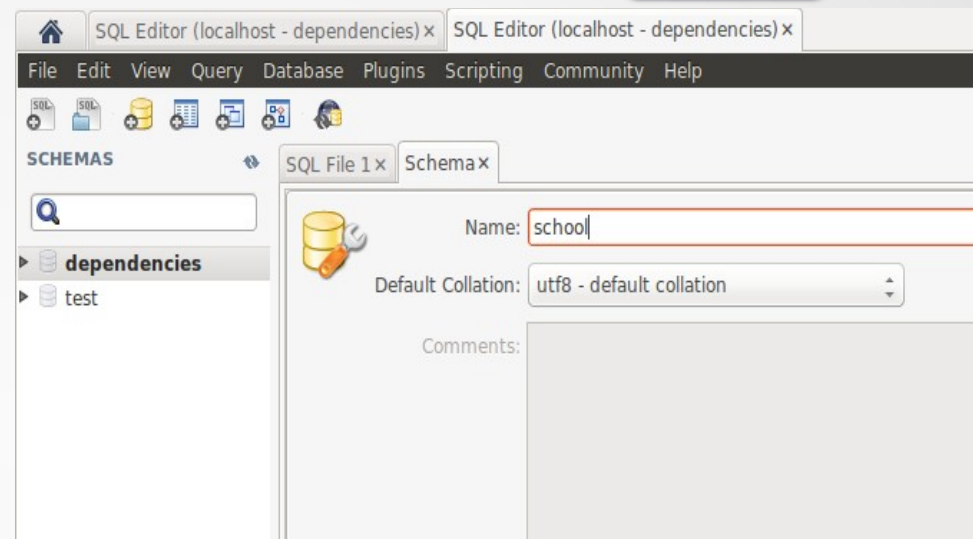 SQL Editor (localhost - dependencies) × SQL Editor (localhost - dependencies) ×
File Edit View Query Database Plugins Scripting Community Help
SQL SQL
SCHEMAS
SQL File 1 × Schema ×
Name: school
dependencies
Default Collation: utf8 - default collation
test
Comments: